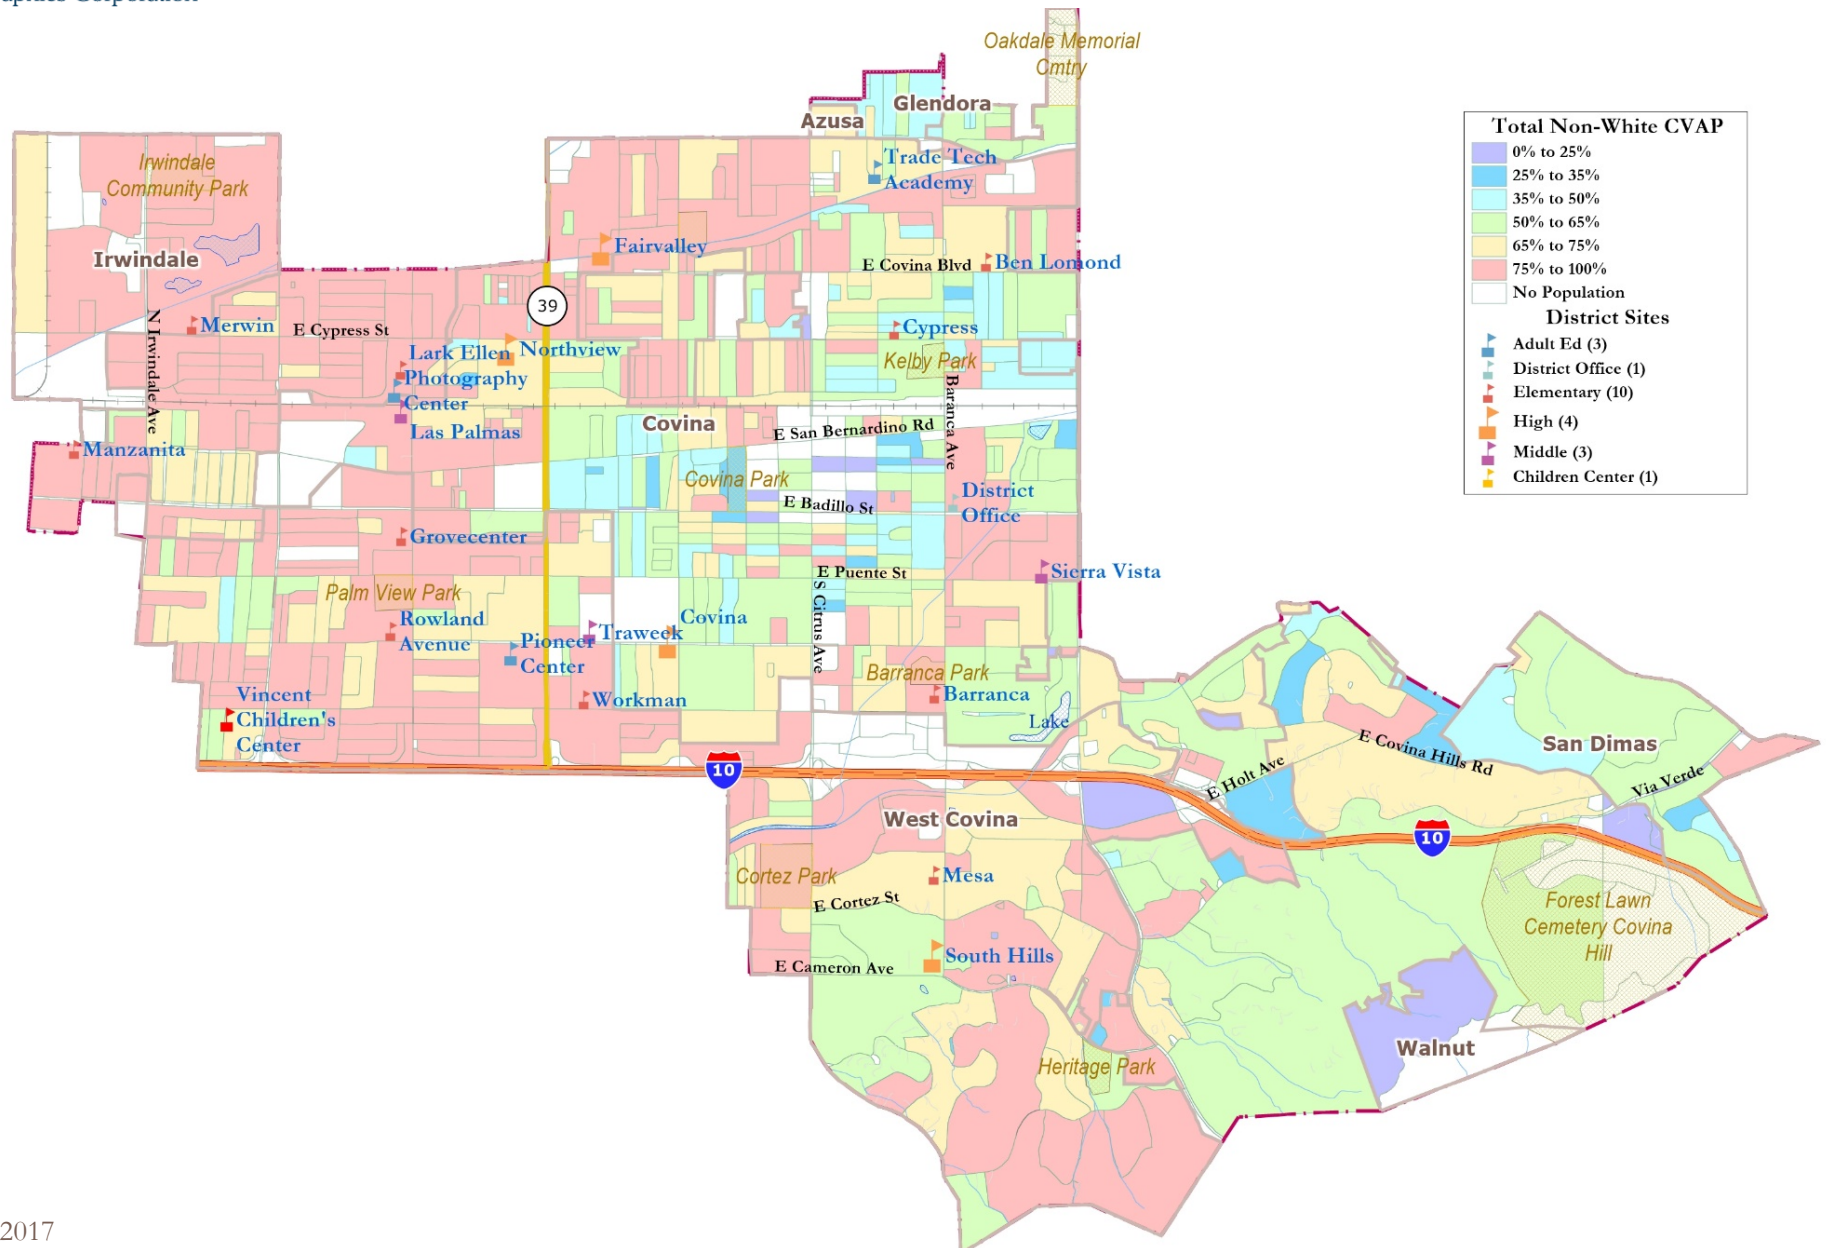 Oakdale Memorial
Cmtry
Glendora
Azusa
Irwindale
Community Park
Trade Tech
Academy
Irwindale
Fairvalley
E Covina Blvd
Ben Lomond
39
N Irwindale Ave
Merwin
E Cypress St
Cypress
Lark Ellen
Northview
Kelby Park
Photography
Center
Baranca Ave
Las Palmas
Covina
E San Bernardino Rd
Manzanita
Covina Park
E Badillo St
District
Office
Grovecenter
E Puente St
Sierra Vista
Palm View Park
S Citrus Ave
Rowland
Avenue
Covina
Traweek
Pioneer
Center
Barranca Park
Barranca
Vincent
Children's
Center
Workman
Lake
10
E Holt Ave
E Covina Hills Rd
San Dimas
Via Verde
10
West Covina
Cortez Park
Mesa
E Cortez St
Forest Lawn
Cemetery Covina
Hill
South Hills
E Cameron Ave
Walnut
Heritage Park
Total Non-White CVAP
0% to 25%
25% to 35%
35% to 50%
50% to 65%
65% to 75%
75% to 100%
No Population
District Sites
Adult Ed (3)
District Office (1)
Elementary (10)
High (4)
Middle (3)
Children Center (1)
2017